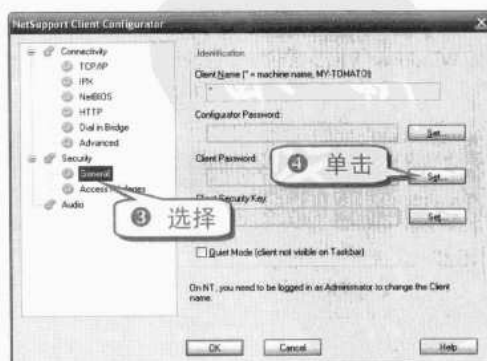 NetSupport Client Configurator
Connectivity
TCP/IP
IPX
NetBIOS
HTTP
Dial in Bridge
Advanced
Security
General
Audio
Identification
Client Name (* = machine name, MY-TOMATO)
*
Configurator Password:
Set...
Client Password:
Set...
Client Security Key:
Set...
❸ 选择
❹ 单击
Quiet Mode (client not visible on Taskbar)
On NT, you need to be logged in as Administrator to change the Client
name.
OK
Cancel
Help